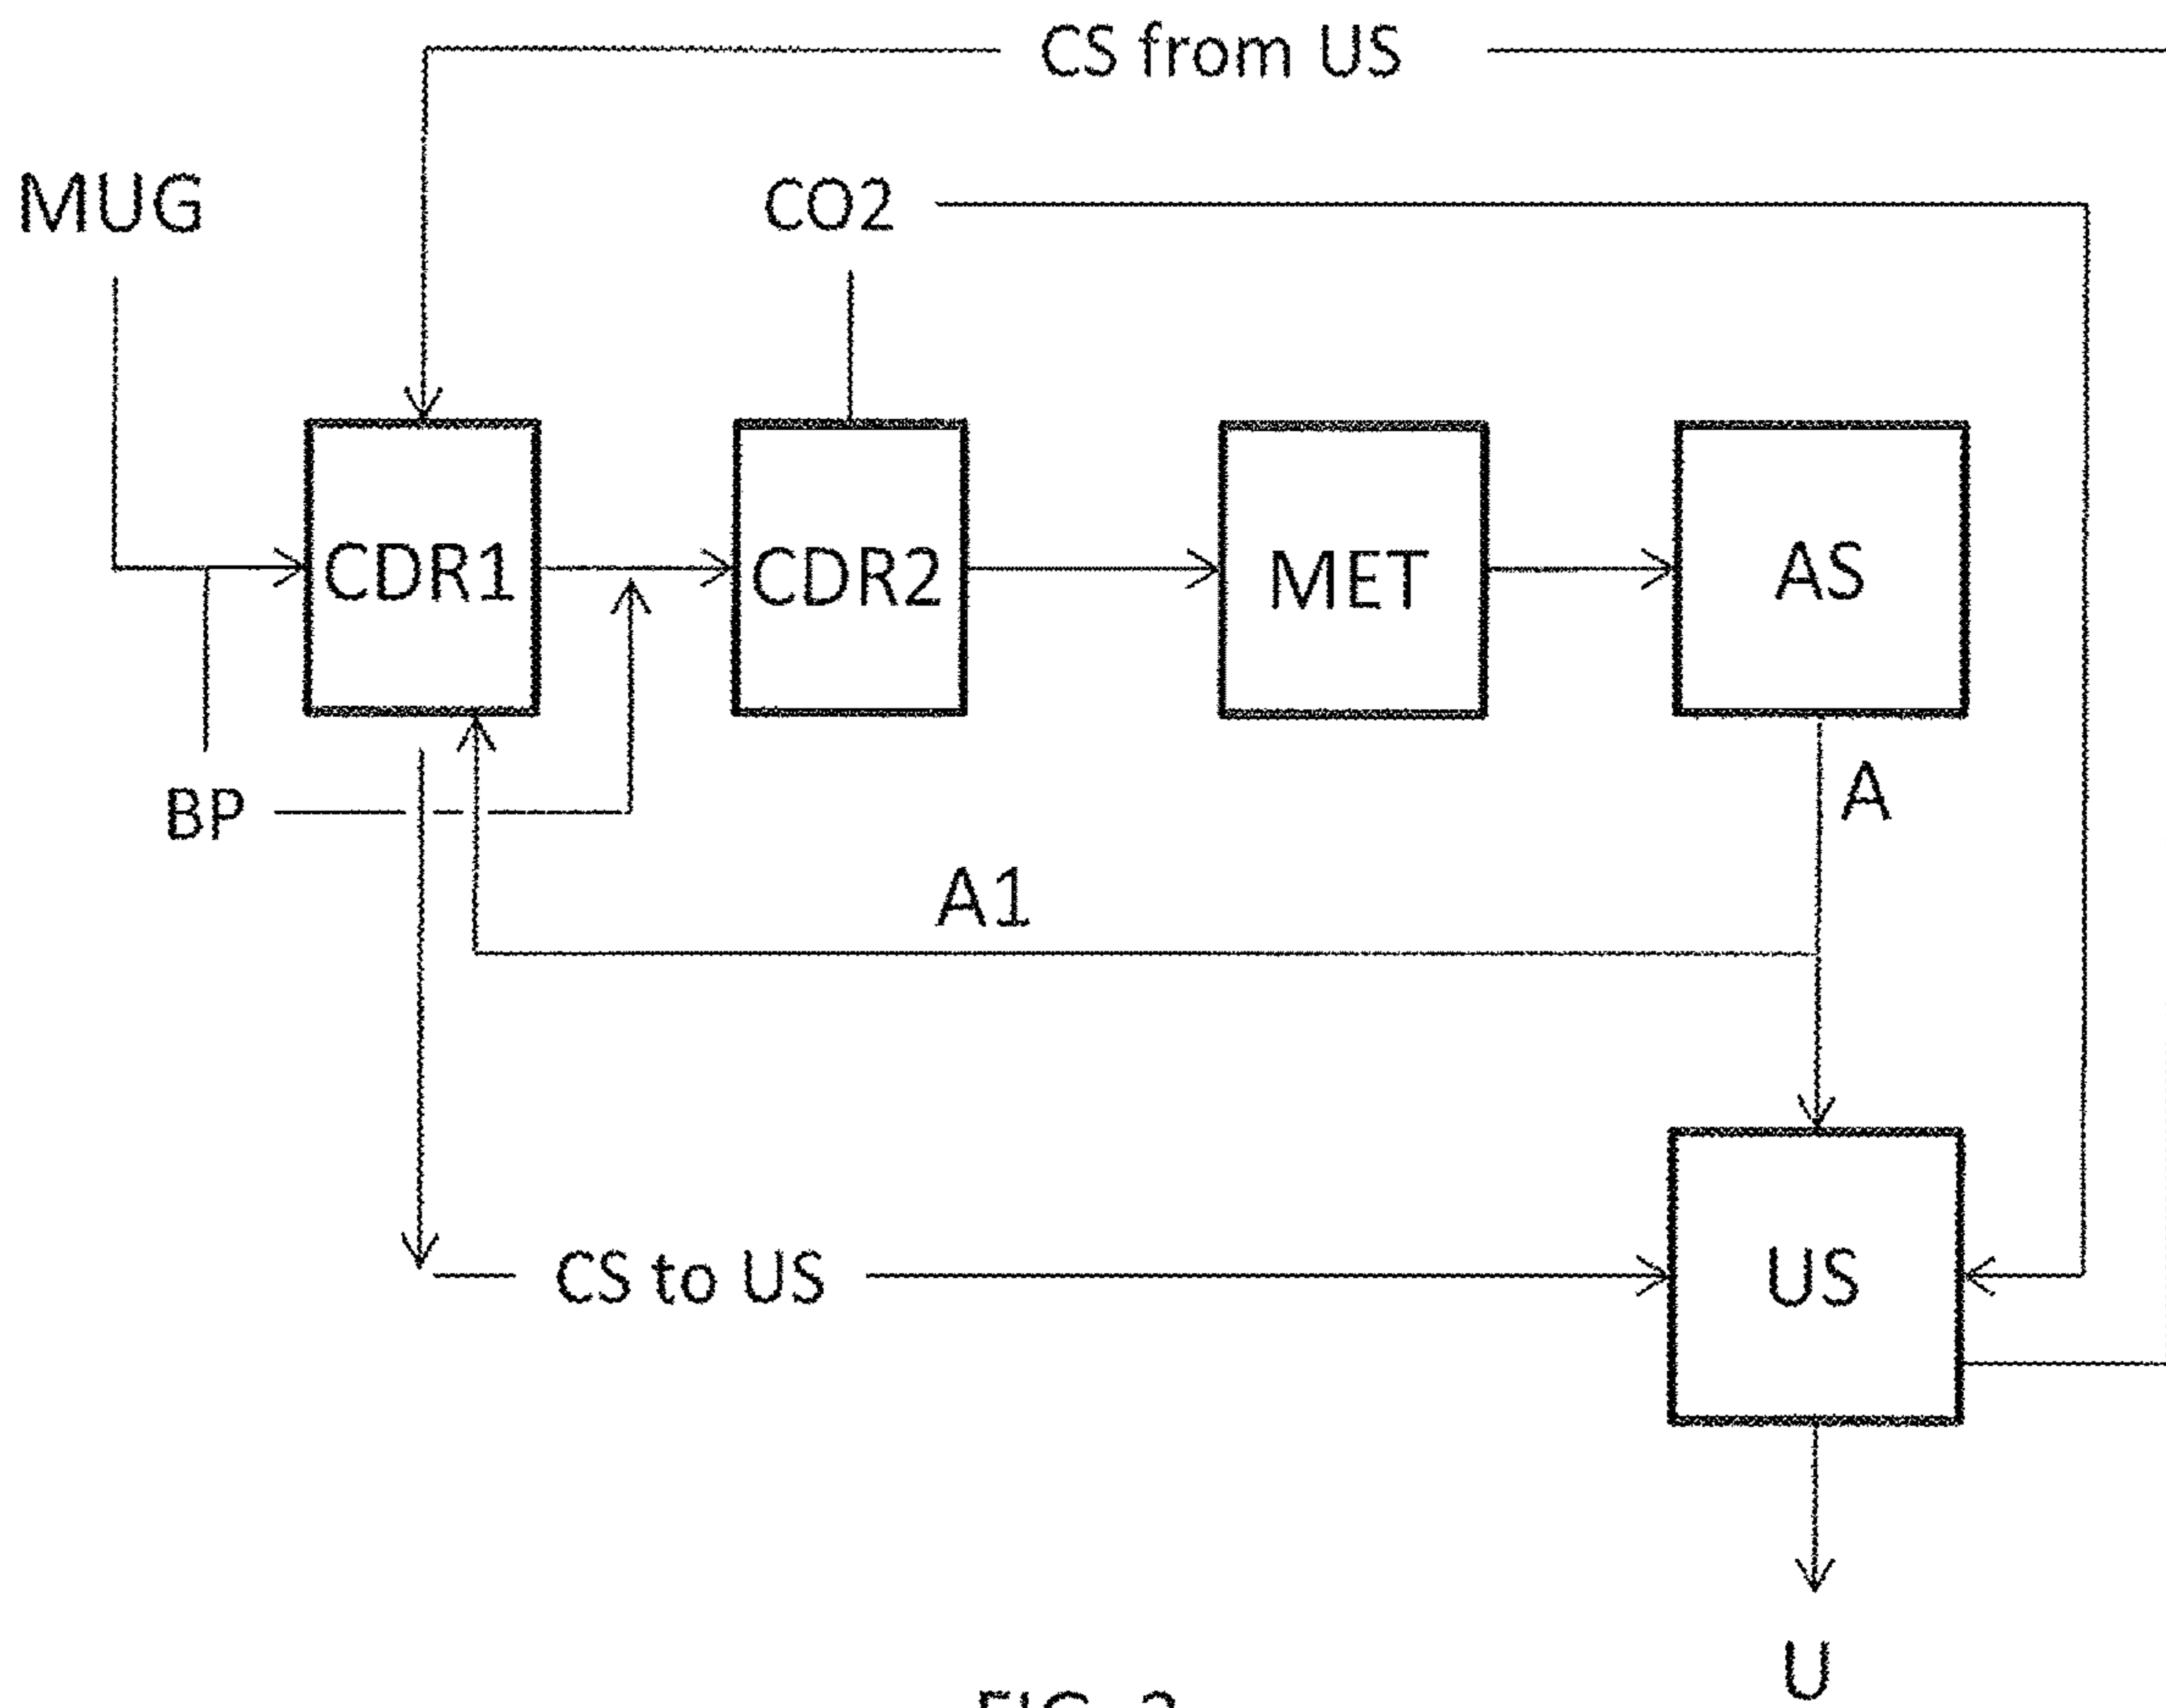 CS from US
MUG
CO2
CDR1
CDR2
MET
AS
BP
A
A1
CS to US
US
U